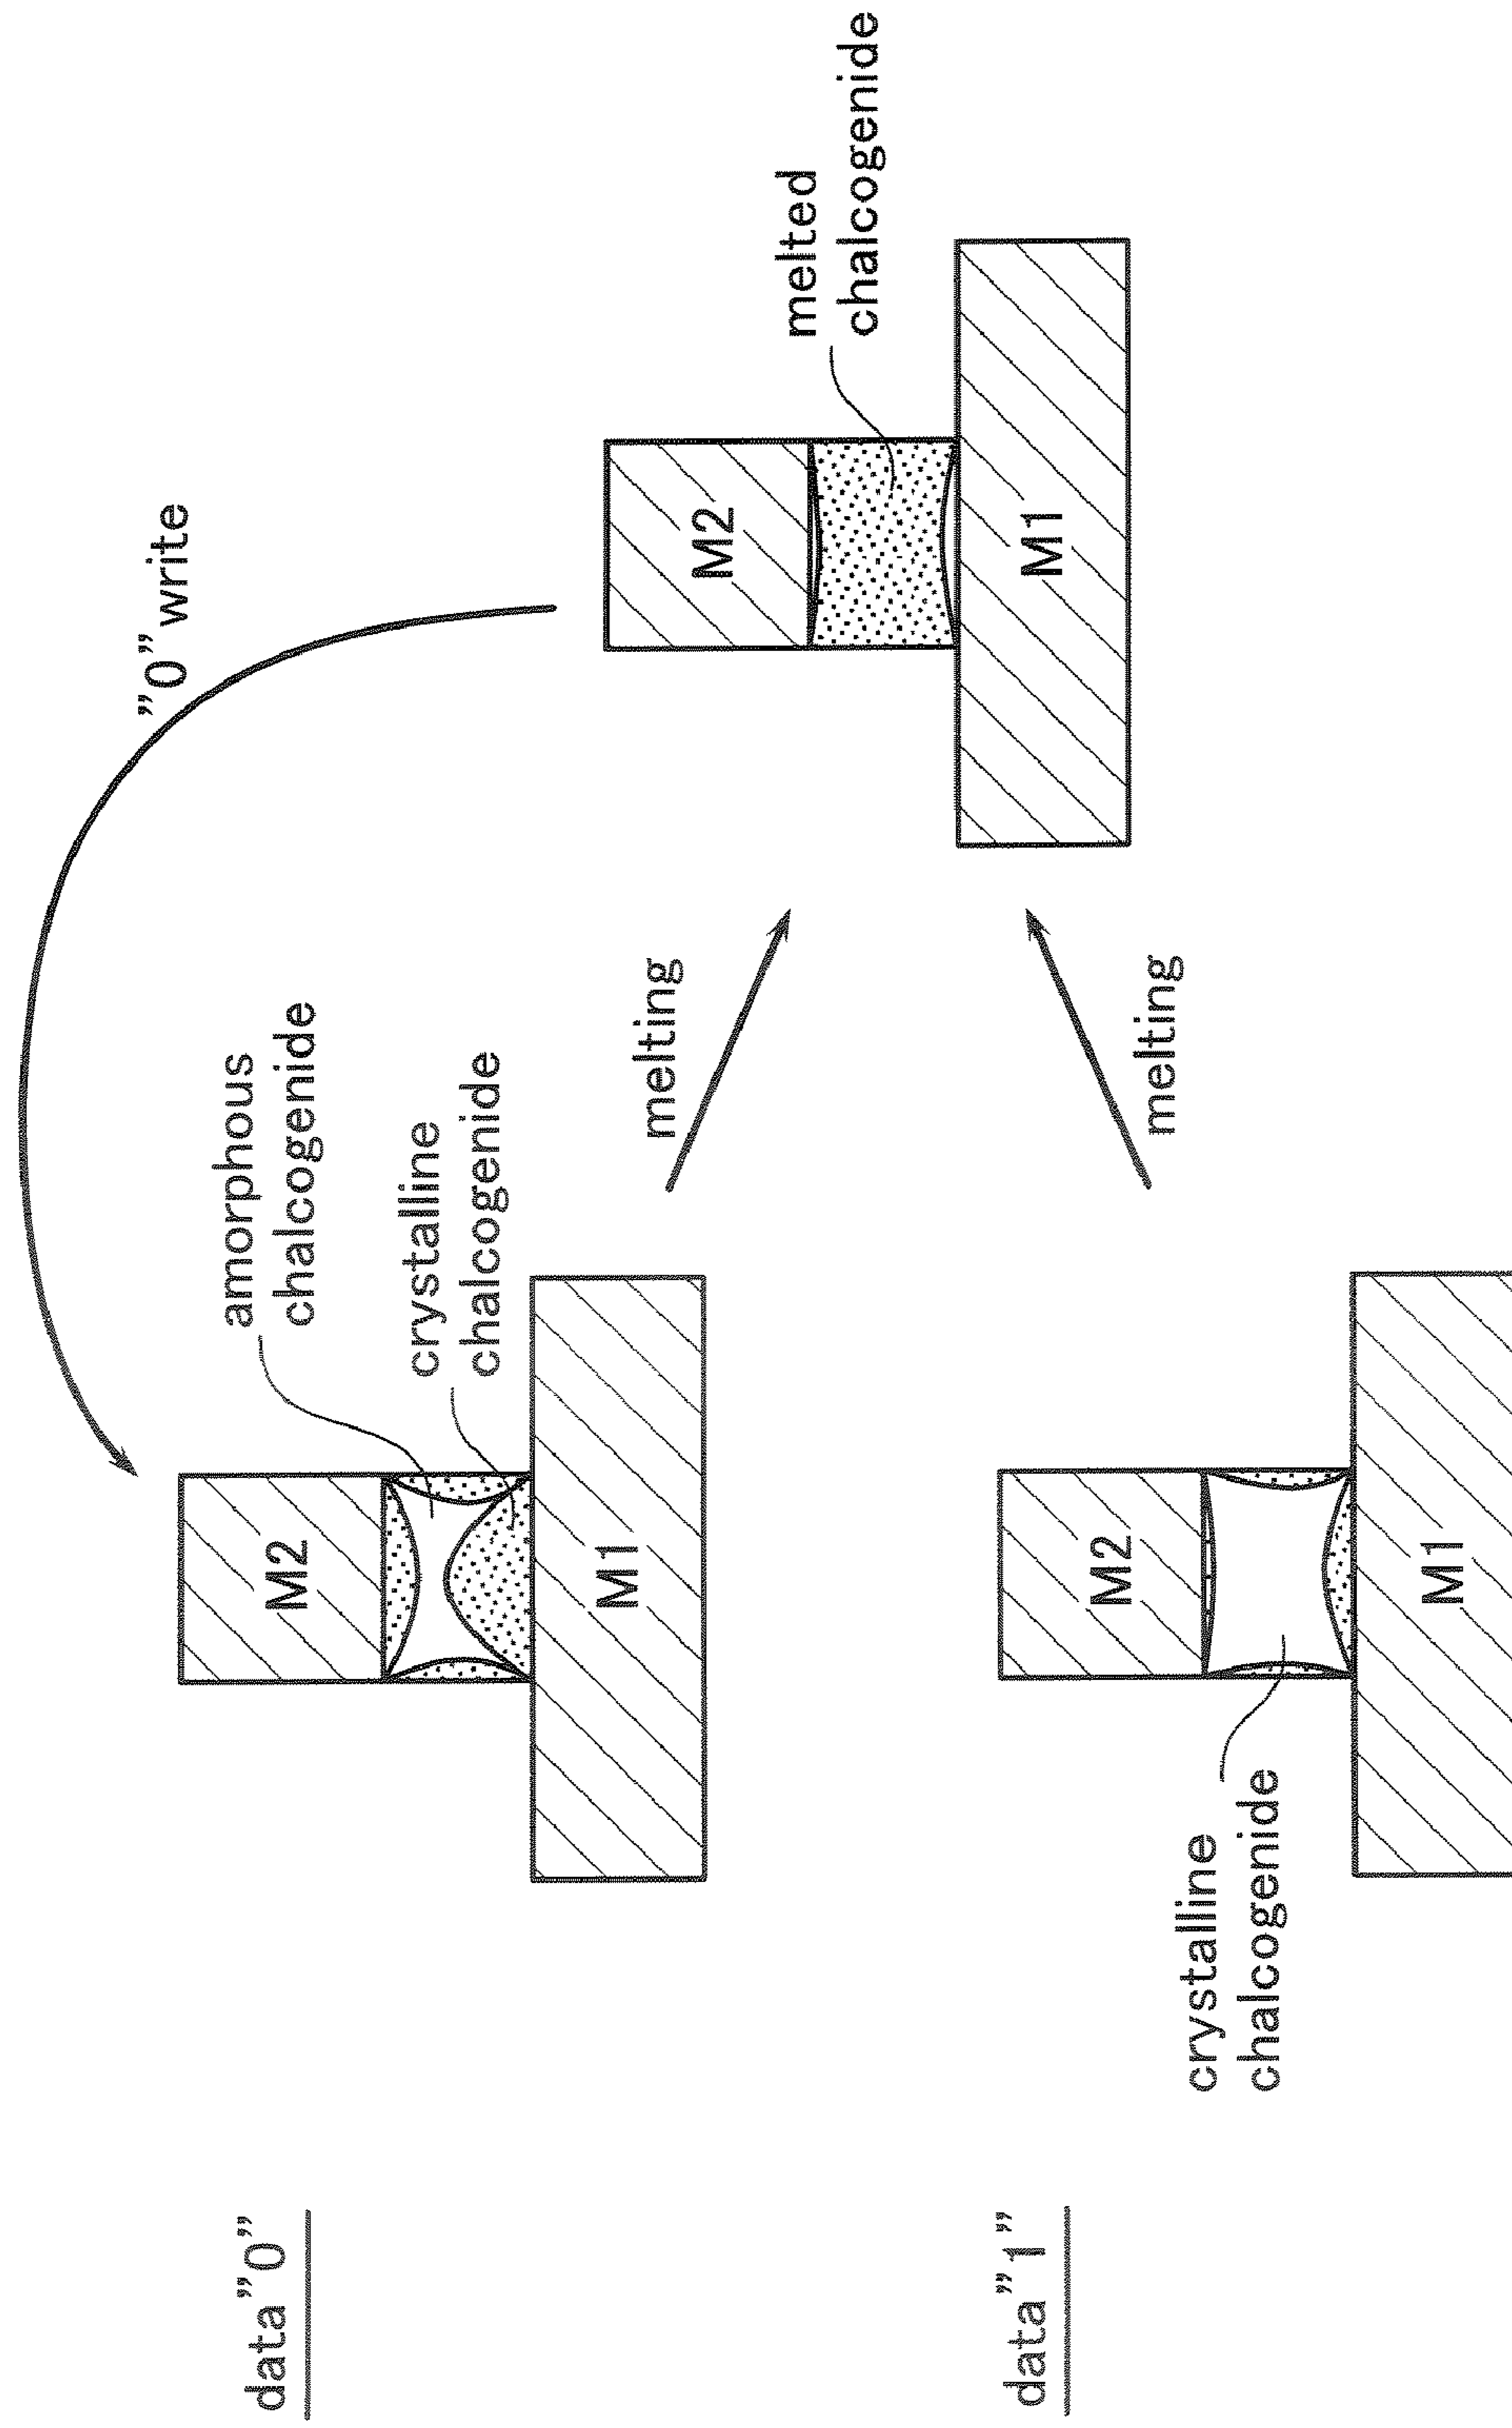 "0" write
data"0"
amorphous
chalcogenide
crystalline
chalcogenide
M2
M1
melting
melted
chalcogenide
M2
M1
data"1"
crystalline
chalcogenide
M2
M1
melting